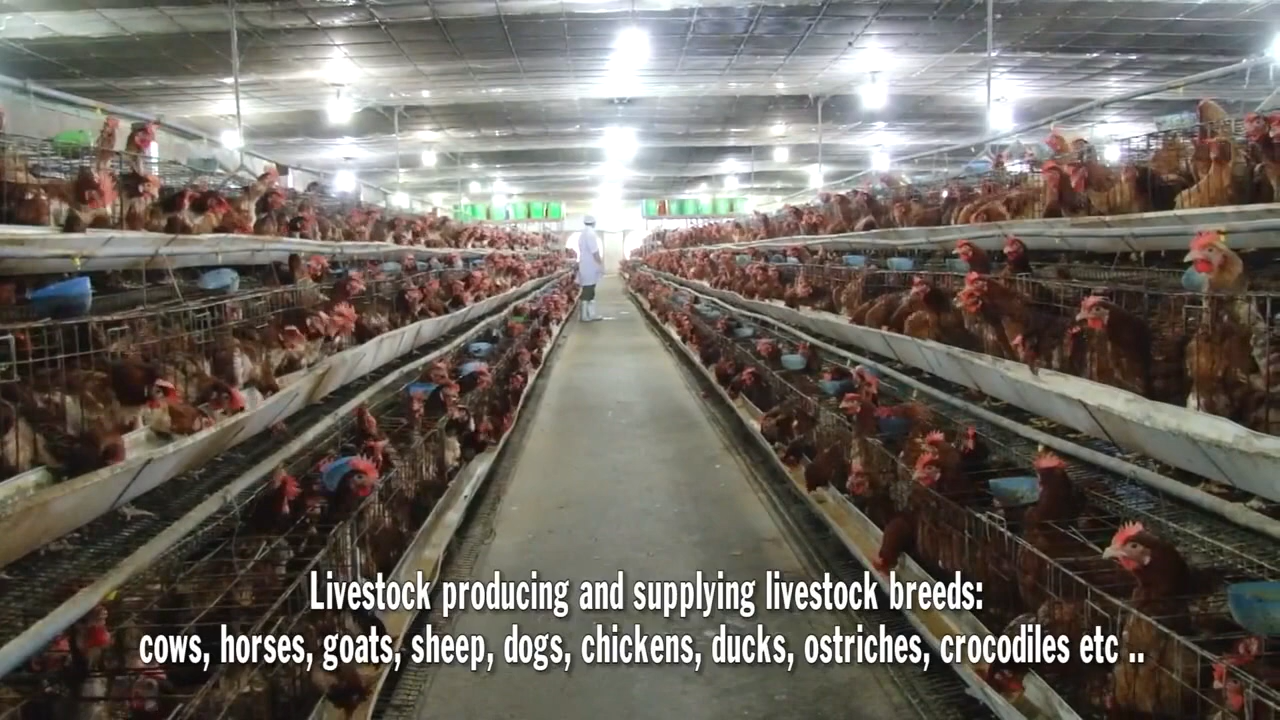 Livestock producing and supplying livestock breeds:
cows, horses, goats, sheep, dogs, chickens, ducks, ostriches, crocodiles etc ..